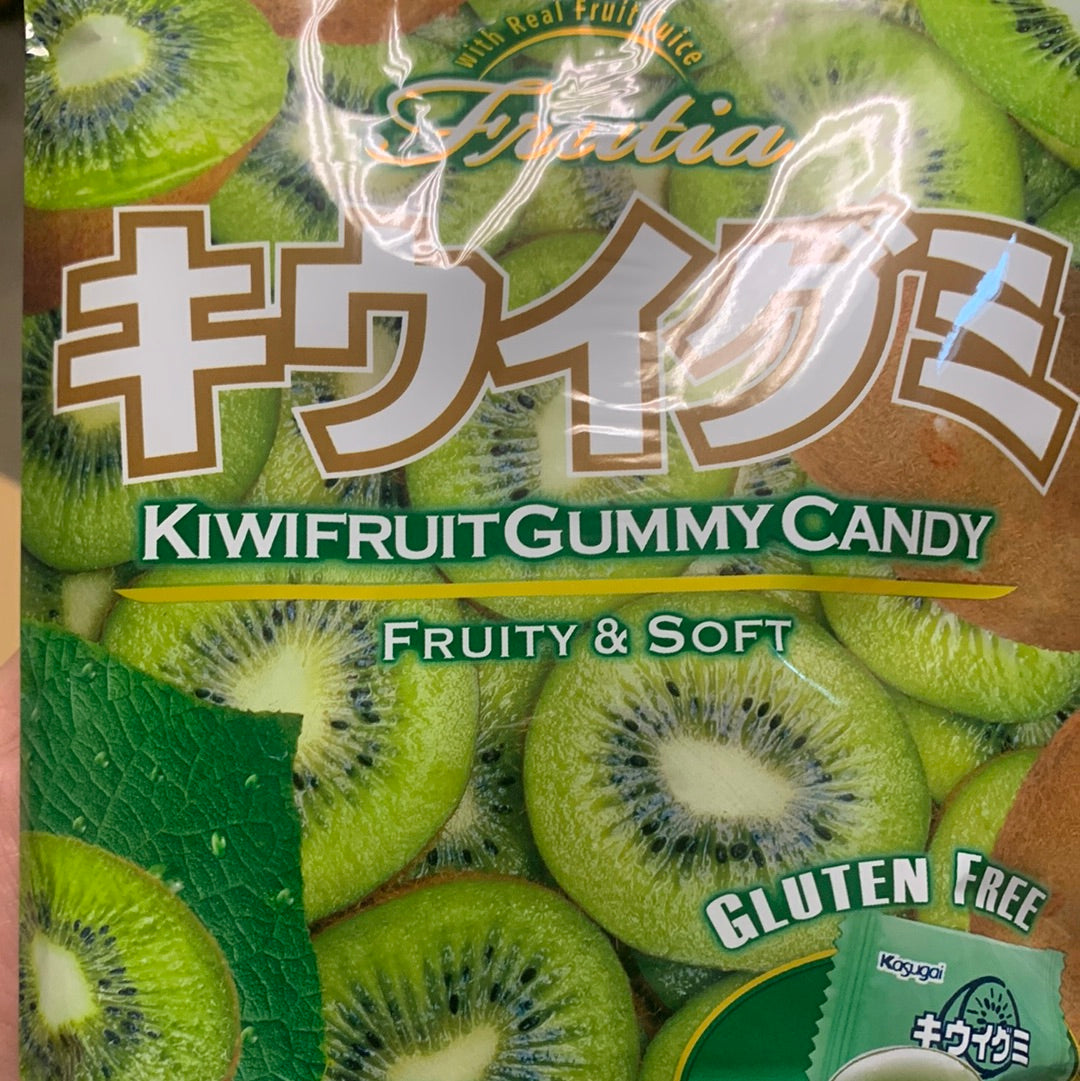 with Real Fruit Juice
Frutia
キウイグミ
KIWIFRUIT GUMMY CANDY
FRUITY & SOFT
GLUTEN FREE
Kasugai
キウイグミ